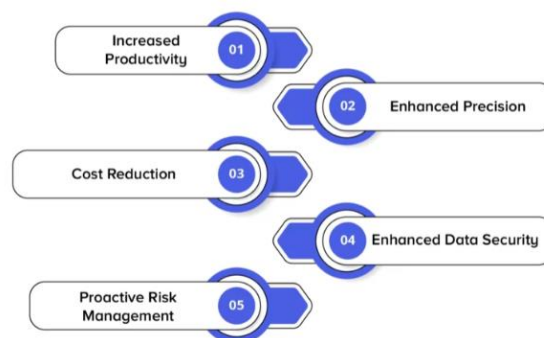 Increased
Productivity
01
02
Enhanced Precision
Cost Reduction
03
04
Enhanced Data Security
Proactive Risk
Management
05